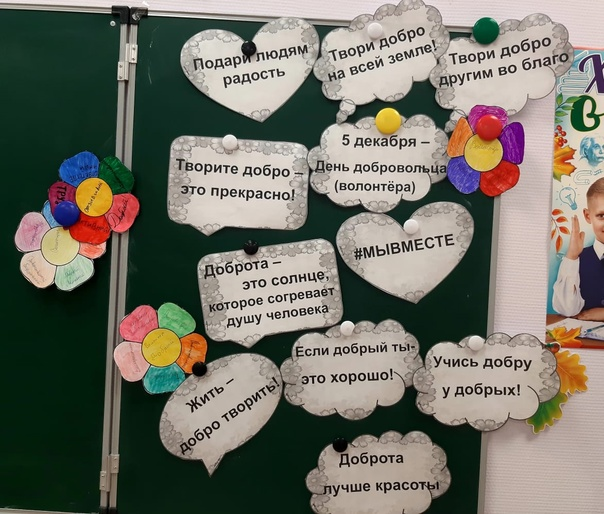 Подари людям
радость
Твори добро
на всей земле!
Твори добро
другим во благо
Творите добро –
это прекрасно!
5 декабря –
День добровольца
(волонтёра)
#МЫВМЕСТЕ
Доброта –
это солнце,
которое согревает
душу человека
Жить –
добро творить!
Если добрый ты-
это хорошо!
Учись добру
у добрых!
Доброта
лучше красоты